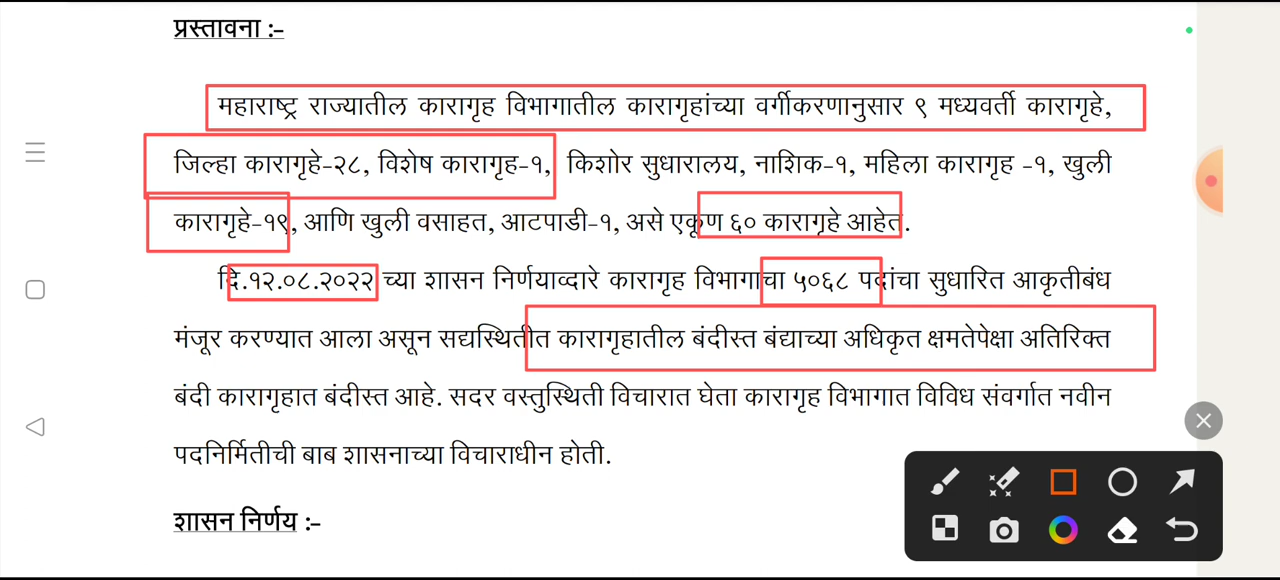 प्रस्तावना :-
महाराष्ट्र राज्यातील कारागृह विभागातील कारागृहांच्या वर्गीकरणानुसार ९ मध्यवर्ती कारागृहे,
जिल्हा कारागृहे-२८, विशेष कारागृह-१, किशोर सुधारालय, नाशिक-१, महिला कारागृह -१, खुली
कारागृहे-१९, आणि खुली वसाहत, आटपाडी-१, असे एकूण ६० कारागृहे आहेत.
दि.१२.०८.२०२२ च्या शासन निर्णयाव्दारे कारागृह विभागाचा ५०६८ पदांचा सुधारित आकृतीबंध
मंजूर करण्यात आला असून सद्यस्थितीत कारागृहातील बंदीस्त बंद्याच्या अधिकृत क्षमतेपेक्षा अतिरिक्त
बंदी कारागृहात बंदीस्त आहे. सदर वस्तुस्थिती विचारात घेता कारागृह विभागात विविध संवर्गात नवीन
पदनिर्मितीची बाब शासनाच्या विचाराधीन होती.
शासन निर्णय :-